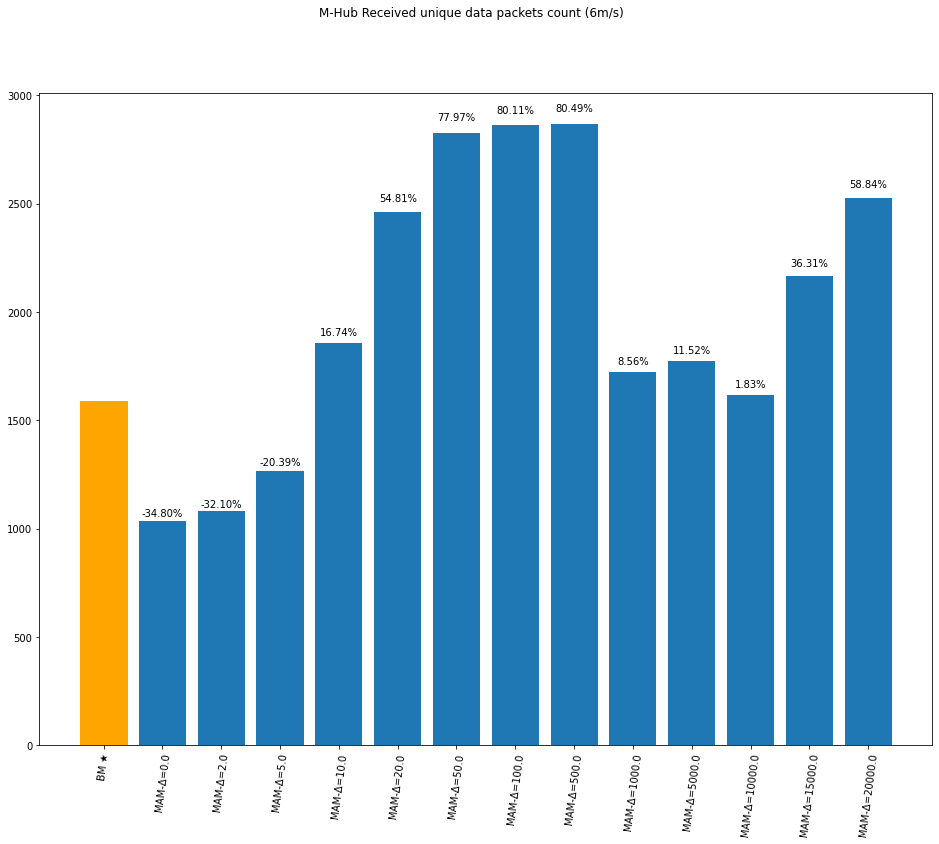 M-Hub Received unique data packets count (6m/s)
3000
2500
2000
1500
1000
500
0
-34.80%
-32.10%
-20.39%
16.74%
54.81%
77.97%
80.11%
80.49%
8.56%
11.52%
1.83%
36.31%
58.84%
BM ★
MAM-Δ=0.0
MAM-Δ=2.0
MAM-Δ=5.0
MAM-Δ=10.0
MAM-Δ=20.0
MAM-Δ=50.0
MAM-Δ=100.0
MAM-Δ=500.0
MAM-Δ=1000.0
MAM-Δ=5000.0
MAM-Δ=10000.0
MAM-Δ=15000.0
MAM-Δ=20000.0